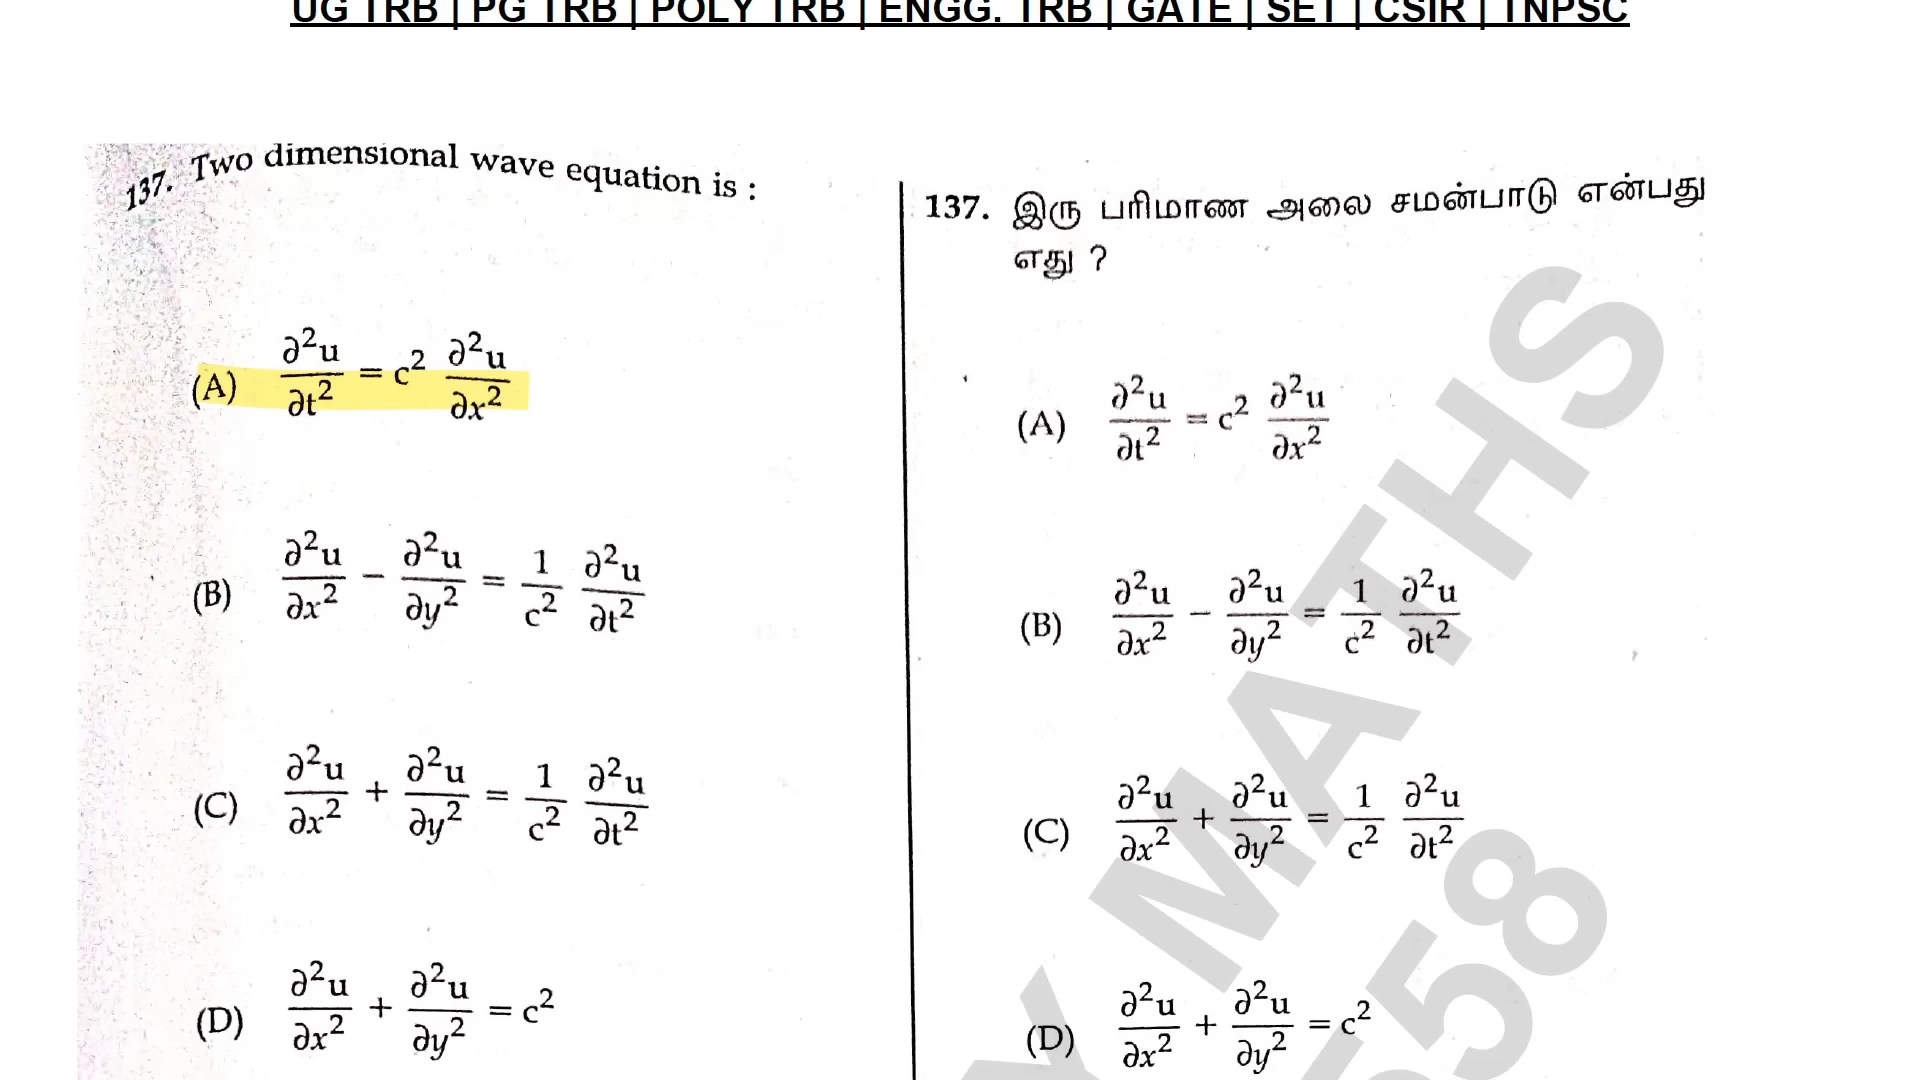 UG TRB | PG TRB | POLY TRB | ENGG. TRB | GATE | SET | CSIR | TNPSC
137. Two dimensional wave equation is :
(A) ∂²u/∂t² = c² ∂²u/∂x²
(B) ∂²u/∂x² − ∂²u/∂y² = 1/c² ∂²u/∂t²
(C) ∂²u/∂x² + ∂²u/∂y² = 1/c² ∂²u/∂t²
(D) ∂²u/∂x² + ∂²u/∂y² = c²
137. இரு பரிமாண அலை சமன்பாடு என்பது
எது ?
(A) ∂²u/∂t² = c² ∂²u/∂x²
(B) ∂²u/∂x² − ∂²u/∂y² = 1/c² ∂²u/∂t²
(C) ∂²u/∂x² + ∂²u/∂y² = 1/c² ∂²u/∂t²
(D) ∂²u/∂x² + ∂²u/∂y² = c²
MATHS
58